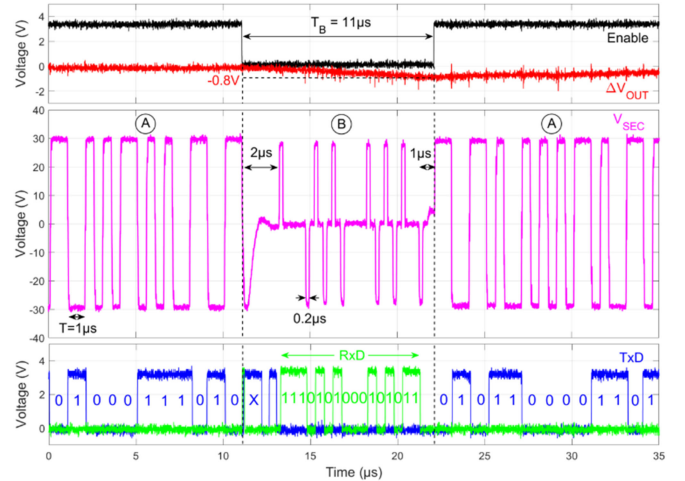 Voltage (V)
4
2
0
-2
T_B = 11µs
Enable
-0.8V
ΔV_OUT
Voltage (V)
30
20
10
0
-10
-20
-30
-40
A
B
A
V_SEC
2µs
1µs
T=1µs
0.2µs
Voltage (V)
4
2
0
RxD
TxD
0 1 0 0 0 1 1 1 0 1 0 X 1110101000101011 0 1 0 1 1 0 0 0 0 1 1 0 1
0 5 10 15 20 25 30 35
Time (µs)